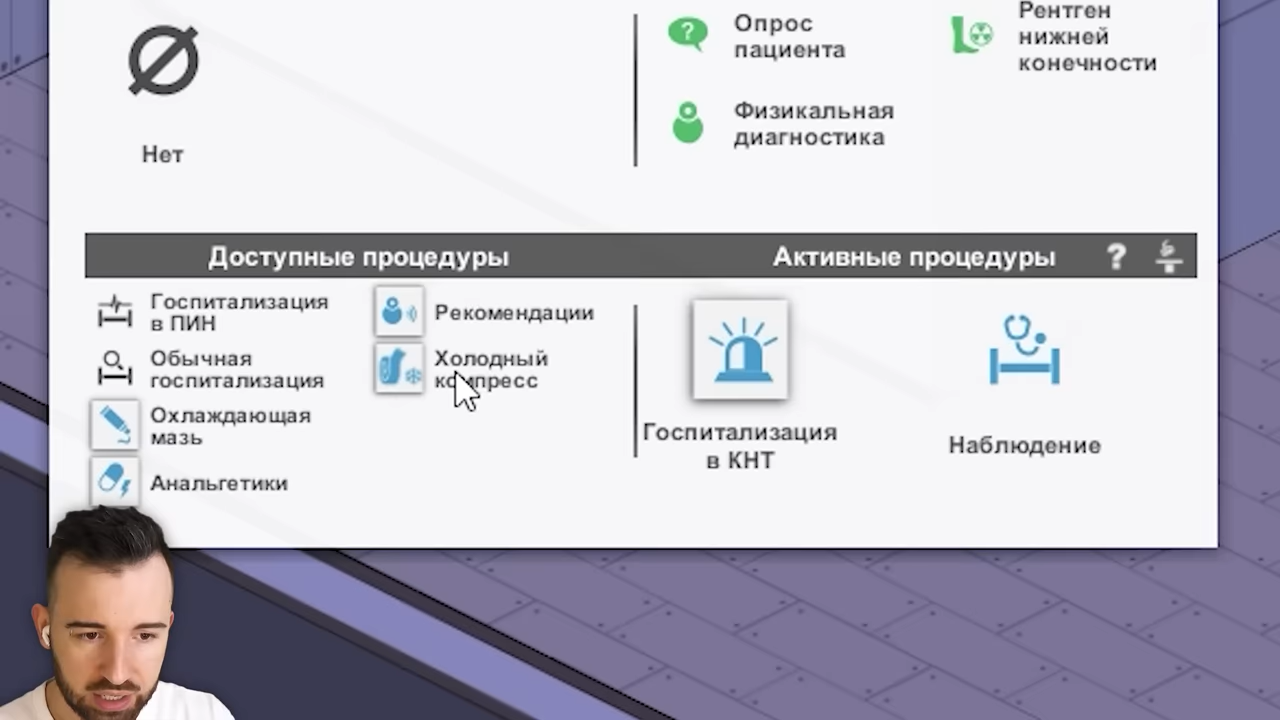 Опрос
пациента
Рентген
нижней
конечности
Физикальная
диагностика
Нет
Доступные процедуры
Активные процедуры
?
Госпитализация
в ПИН
Рекомендации
Обычная
госпитализация
Холодный
компресс
Охлаждающая
мазь
Анальгетики
Госпитализация
в КНТ
Наблюдение